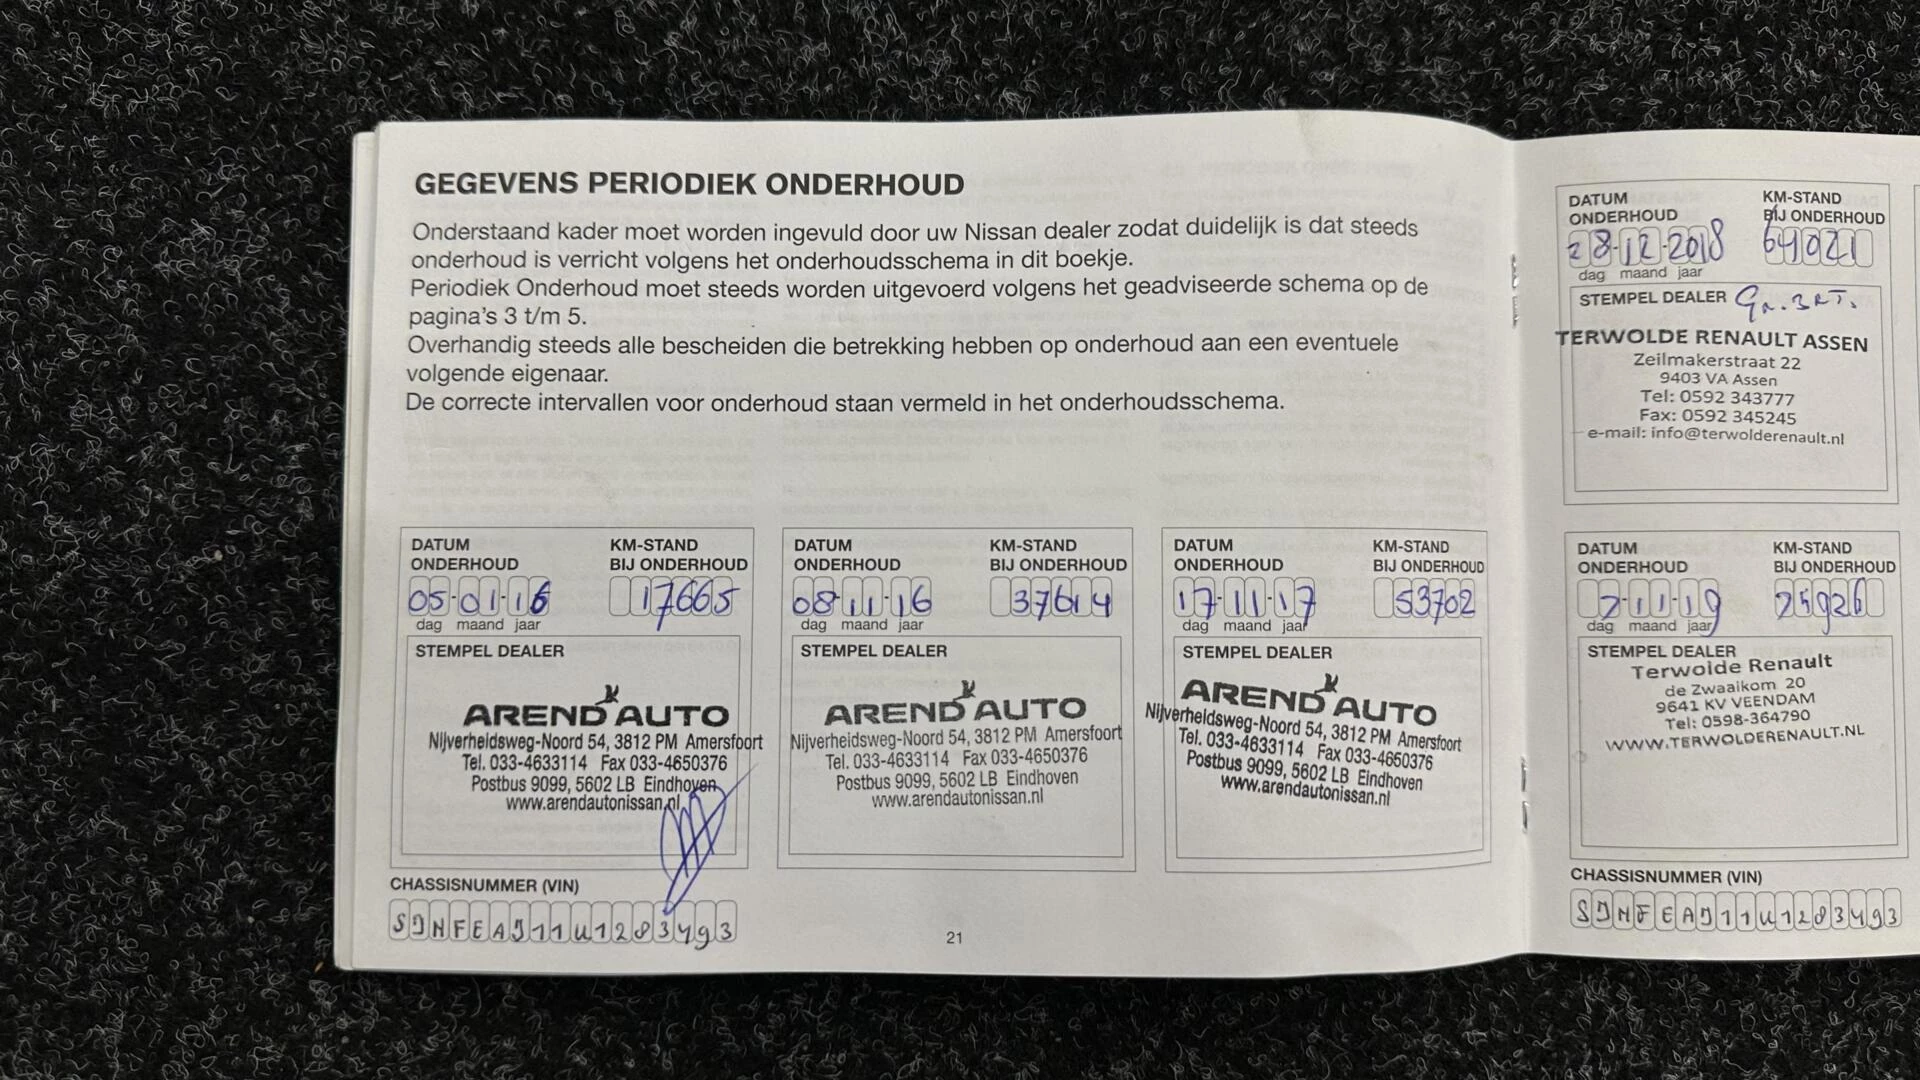 GEGEVENS PERIODIEK ONDERHOUD
Onderstaand kader moet worden ingevuld door uw Nissan dealer zodat duidelijk is dat steeds
onderhoud is verricht volgens het onderhoudsschema in dit boekje.
Periodiek Onderhoud moet steeds worden uitgevoerd volgens het geadviseerde schema op de
pagina's 3 t/m 5.
Overhandig steeds alle bescheiden die betrekking hebben op onderhoud aan een eventuele
volgende eigenaar.
De correcte intervallen voor onderhoud staan vermeld in het onderhoudsschema.
DATUM
ONDERHOUD
KM-STAND
BIJ ONDERHOUD
05-01-16
17665
dag maand jaar
STEMPEL DEALER
AREND AUTO
Nijverheidsweg-Noord 54, 3812 PM Amersfoort
Tel. 033-4633114 Fax 033-4650376
Postbus 9099, 5602 LB Eindhoven
www.arendautonissan.nl
DATUM
ONDERHOUD
KM-STAND
BIJ ONDERHOUD
08-11-16
37614
dag maand jaar
STEMPEL DEALER
AREND AUTO
Nijverheidsweg-Noord 54, 3812 PM Amersfoort
Tel. 033-4633114 Fax 033-4650376
Postbus 9099, 5602 LB Eindhoven
www.arendautonissan.nl
DATUM
ONDERHOUD
KM-STAND
BIJ ONDERHOUD
17-11-17
53702
dag maand jaar
STEMPEL DEALER
AREND AUTO
Nijverheidsweg-Noord 54, 3812 PM Amersfoort
Tel. 033-4633114 Fax 033-4650376
Postbus 9099, 5602 LB Eindhoven
www.arendautonissan.nl
CHASSISNUMMER (VIN)
SJNFEAJ11U1283493
21
DATUM
ONDERHOUD
KM-STAND
BIJ ONDERHOUD
28-12-2018
64021
dag maand jaar
STEMPEL DEALER
TERWOLDE RENAULT ASSEN
Zeilmakerstraat 22
9403 VA Assen
Tel: 0592 343777
Fax: 0592 345245
e-mail: info@terwolderenault.nl
DATUM
ONDERHOUD
KM-STAND
BIJ ONDERHOUD
dag maand jaar
STEMPEL DEALER
Terwolde Renault
de Zwaaikom 20
9641 KV VEENDAM
Tel: 0598-364790
WWW.TERWOLDERENAULT.NL
CHASSISNUMMER (VIN)
SJNFEAJ11U1283493